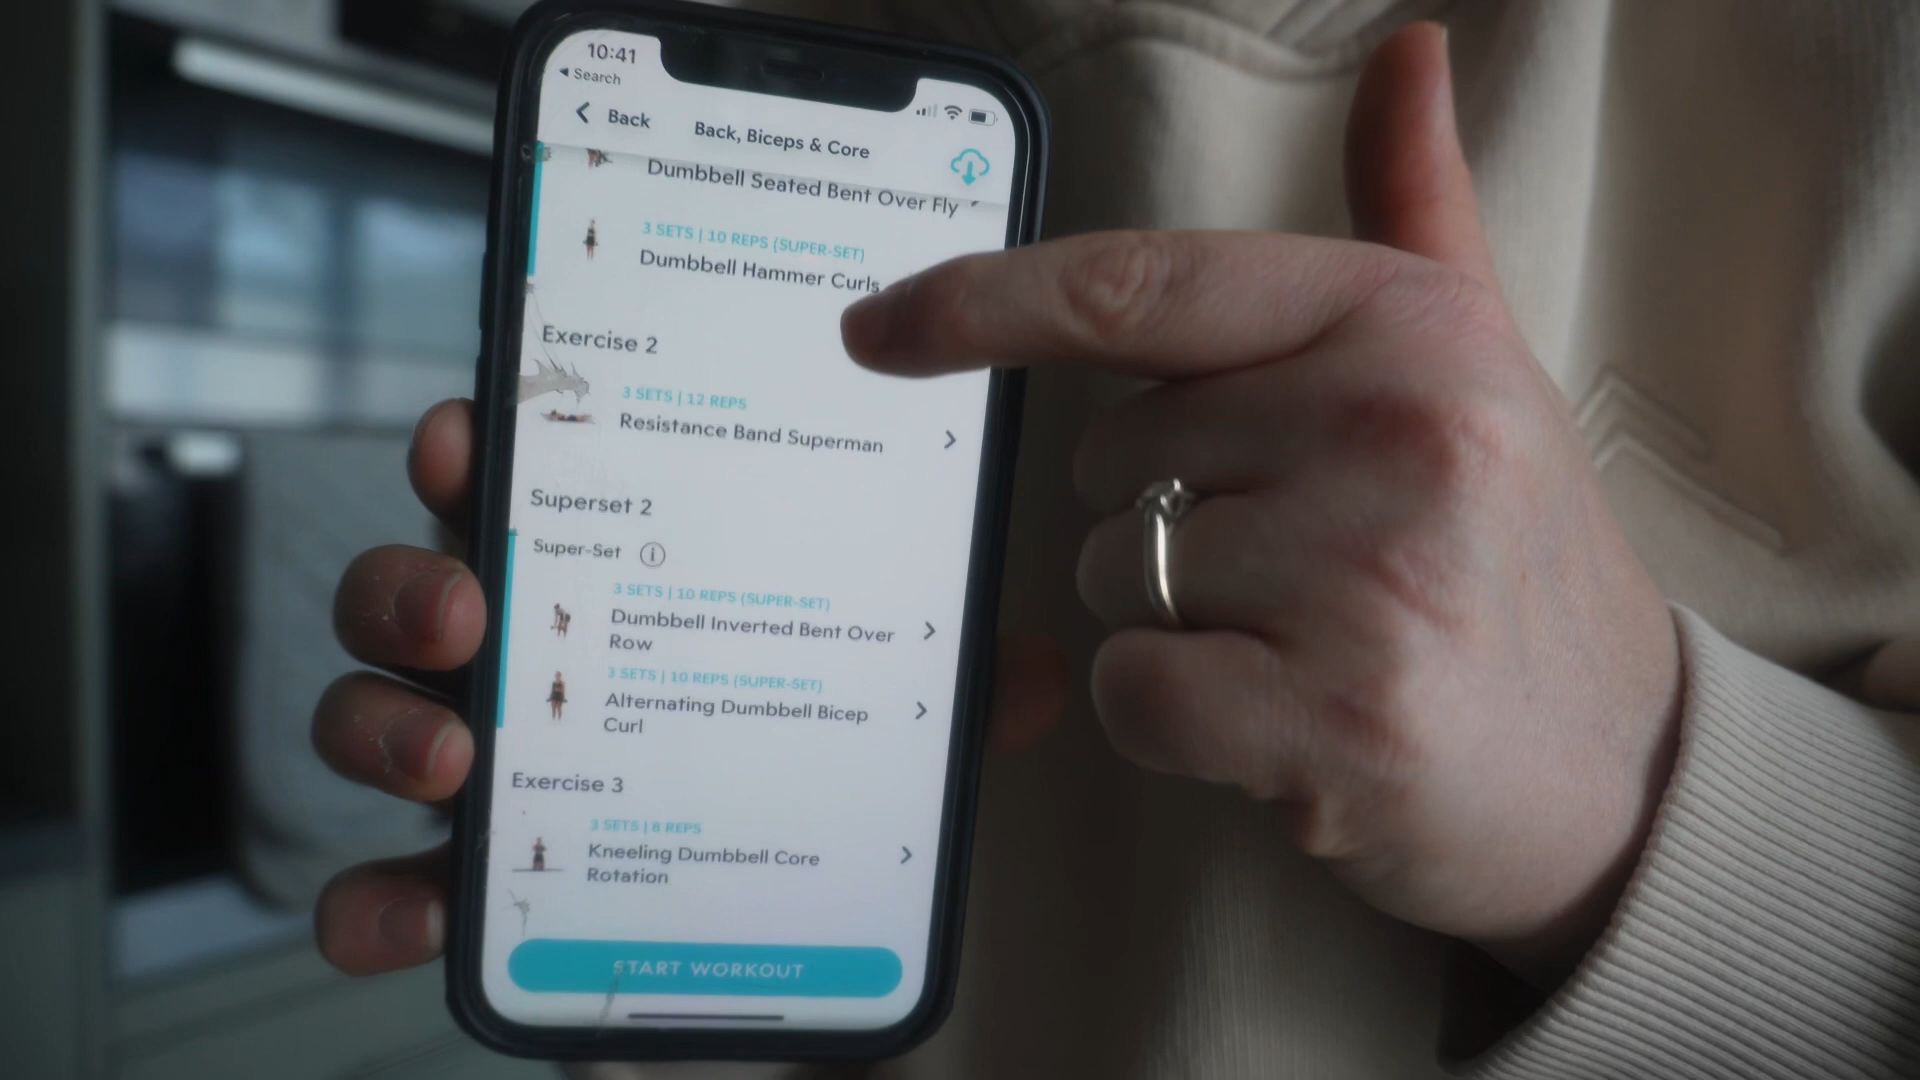 10:41
Search
Back
Back, Biceps & Core
Dumbbell Seated Bent Over Fly
3 SETS | 10 REPS (SUPER-SET)
Dumbbell Hammer Curls
Exercise 2
3 SETS | 12 REPS
Resistance Band Superman
Superset 2
Super-Set
3 SETS | 10 REPS (SUPER-SET)
Dumbbell Inverted Bent Over
Row
3 SETS | 10 REPS (SUPER-SET)
Alternating Dumbbell Bicep
Curl
Exercise 3
3 SETS | 8 REPS
Kneeling Dumbbell Core
Rotation
START WORKOUT